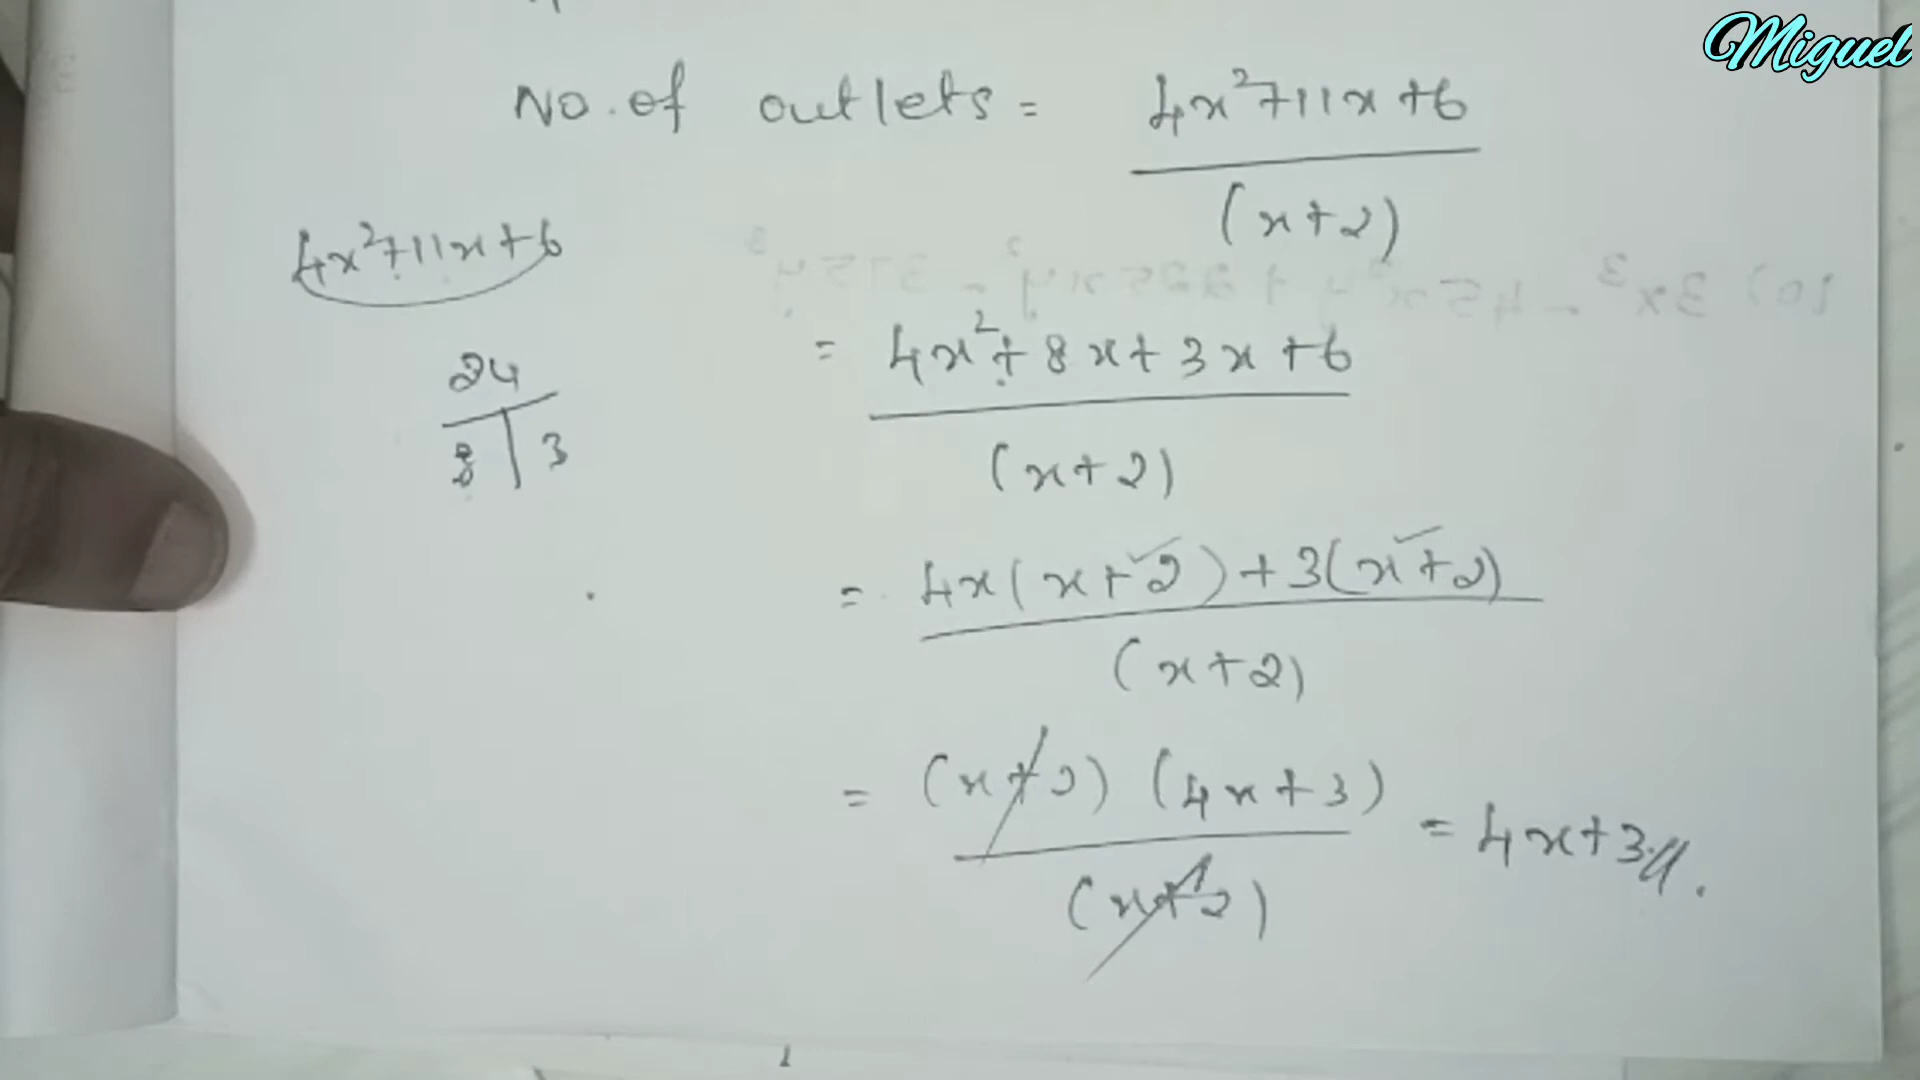 Miguel
No. of outlets = 4x²+11x+6
(x+2)
4x²+11x+6
24
8 | 3
= 4x²+8x+3x+6
(x+2)
= 4x(x+2)+3(x+2)
(x+2)
= (x+2) (4x+3) = 4x+3//.
(x+2)